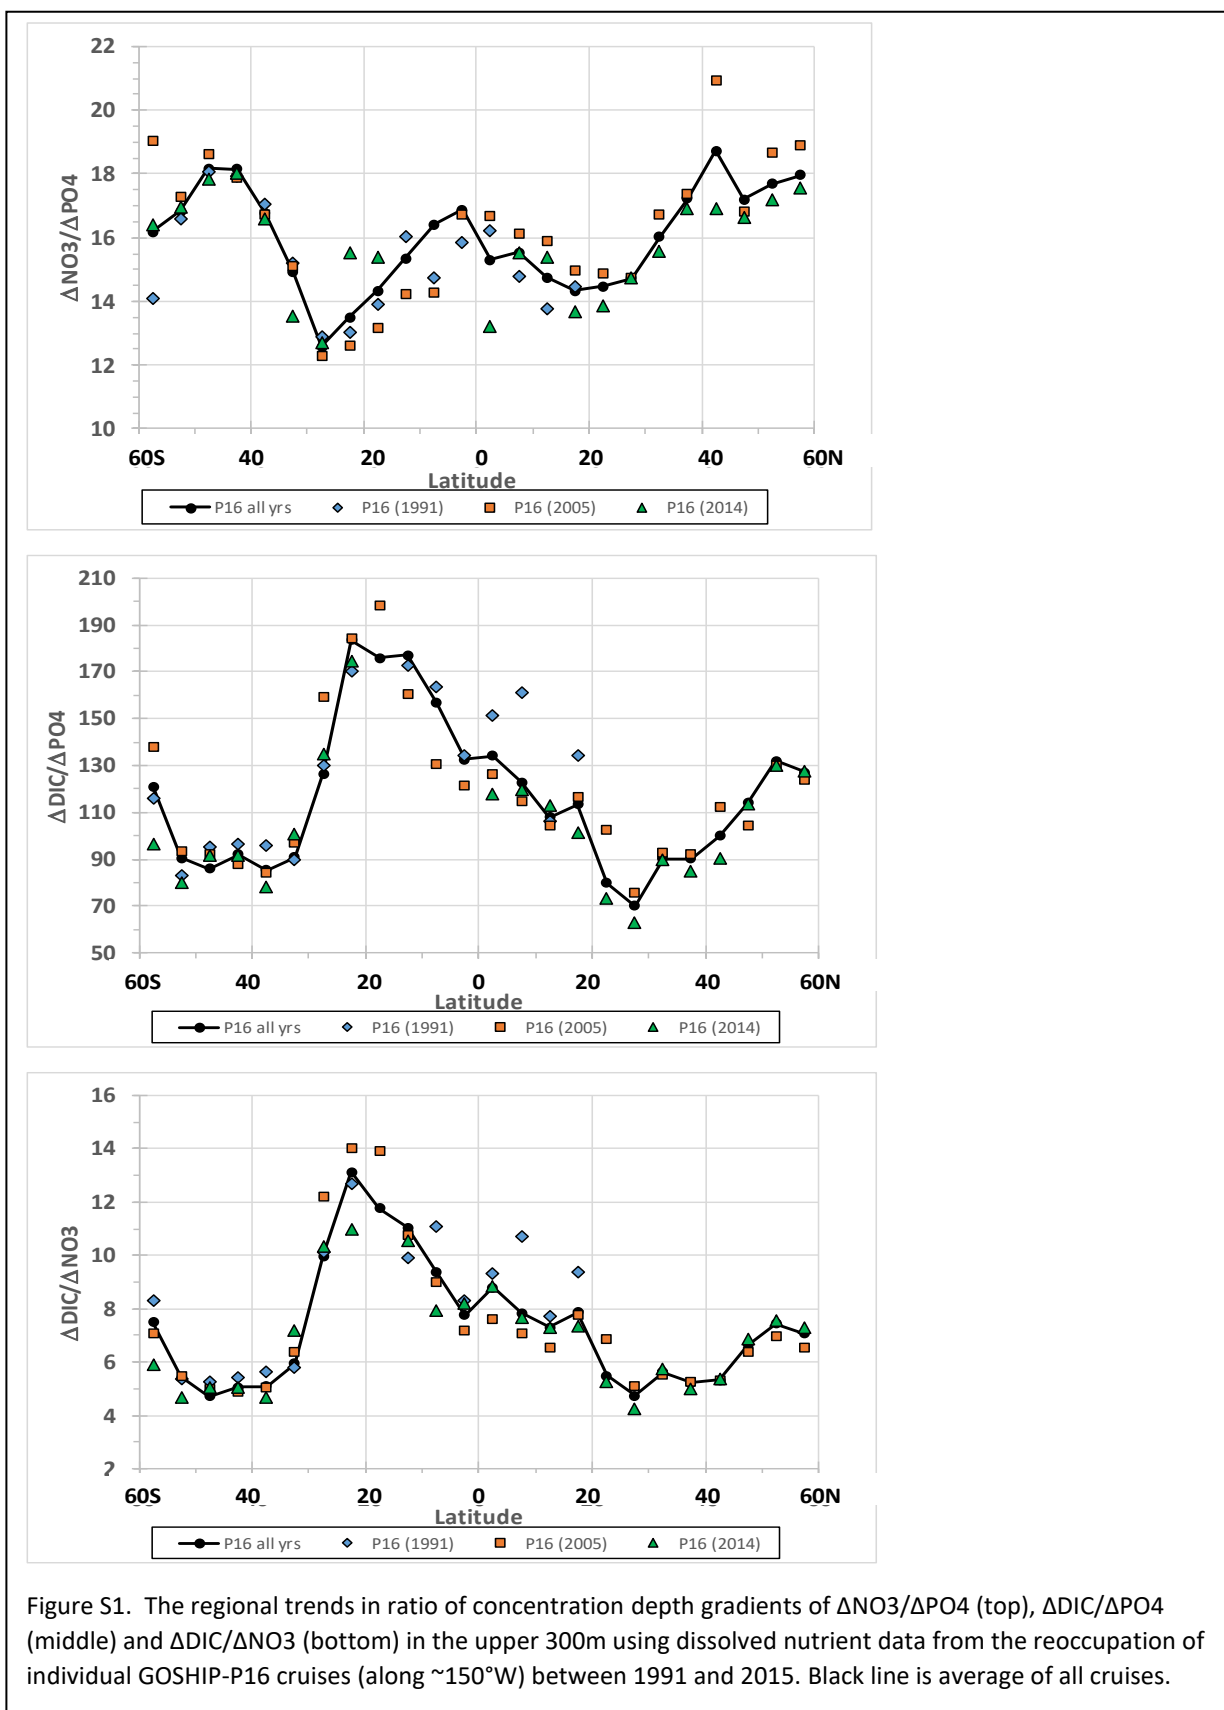 22
20
18
16
14
12
10
ΔNO3/ΔPO4
60S 40 20 0 20 40 60N
Latitude
P16 all yrs P16 (1991) P16 (2005) P16 (2014)
210
190
170
150
130
110
90
70
50
ΔDIC/ΔPO4
60S 40 20 0 20 40 60N
Latitude
P16 all yrs P16 (1991) P16 (2005) P16 (2014)
16
14
12
10
8
6
4
2
ΔDIC/ΔNO3
60S 40 20 0 20 40 60N
Latitude
P16 all yrs P16 (1991) P16 (2005) P16 (2014)
Figure S1. The regional trends in ratio of concentration depth gradients of ΔNO3/ΔPO4 (top), ΔDIC/ΔPO4
(middle) and ΔDIC/ΔNO3 (bottom) in the upper 300m using dissolved nutrient data from the reoccupation of
individual GOSHIP-P16 cruises (along ~150°W) between 1991 and 2015. Black line is average of all cruises.